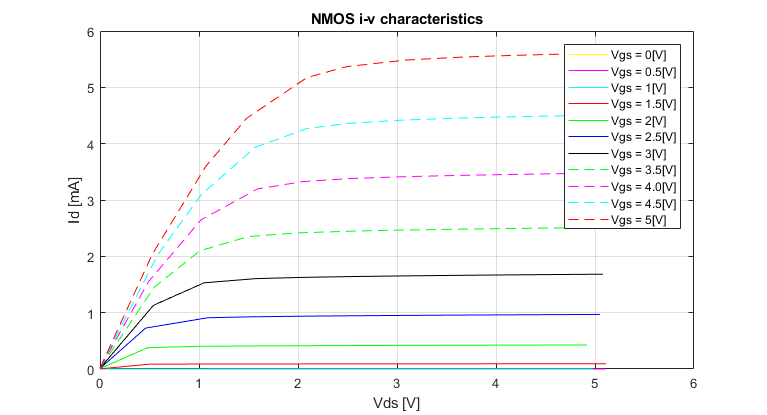 NMOS i-v characteristics
6
5
4
3
2
1
0
Id [mA]
Vgs = 0[V]
Vgs = 0.5[V]
Vgs = 1[V]
Vgs = 1.5[V]
Vgs = 2[V]
Vgs = 2.5[V]
Vgs = 3[V]
Vgs = 3.5[V]
Vgs = 4.0[V]
Vgs = 4.5[V]
Vgs = 5[V]
0 1 2 3 4 5 6
Vds [V]